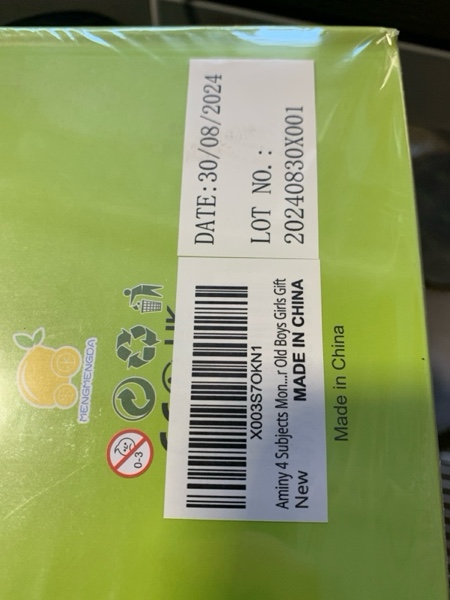 DATE:30/08/2024
LOT NO.:
20240830X001
X003S7OKN1
Aminy 4 Subjects Mon...r Old Boys Girls Gift
New
MADE IN CHINA
Made in China
MENGMENGDA
0-3